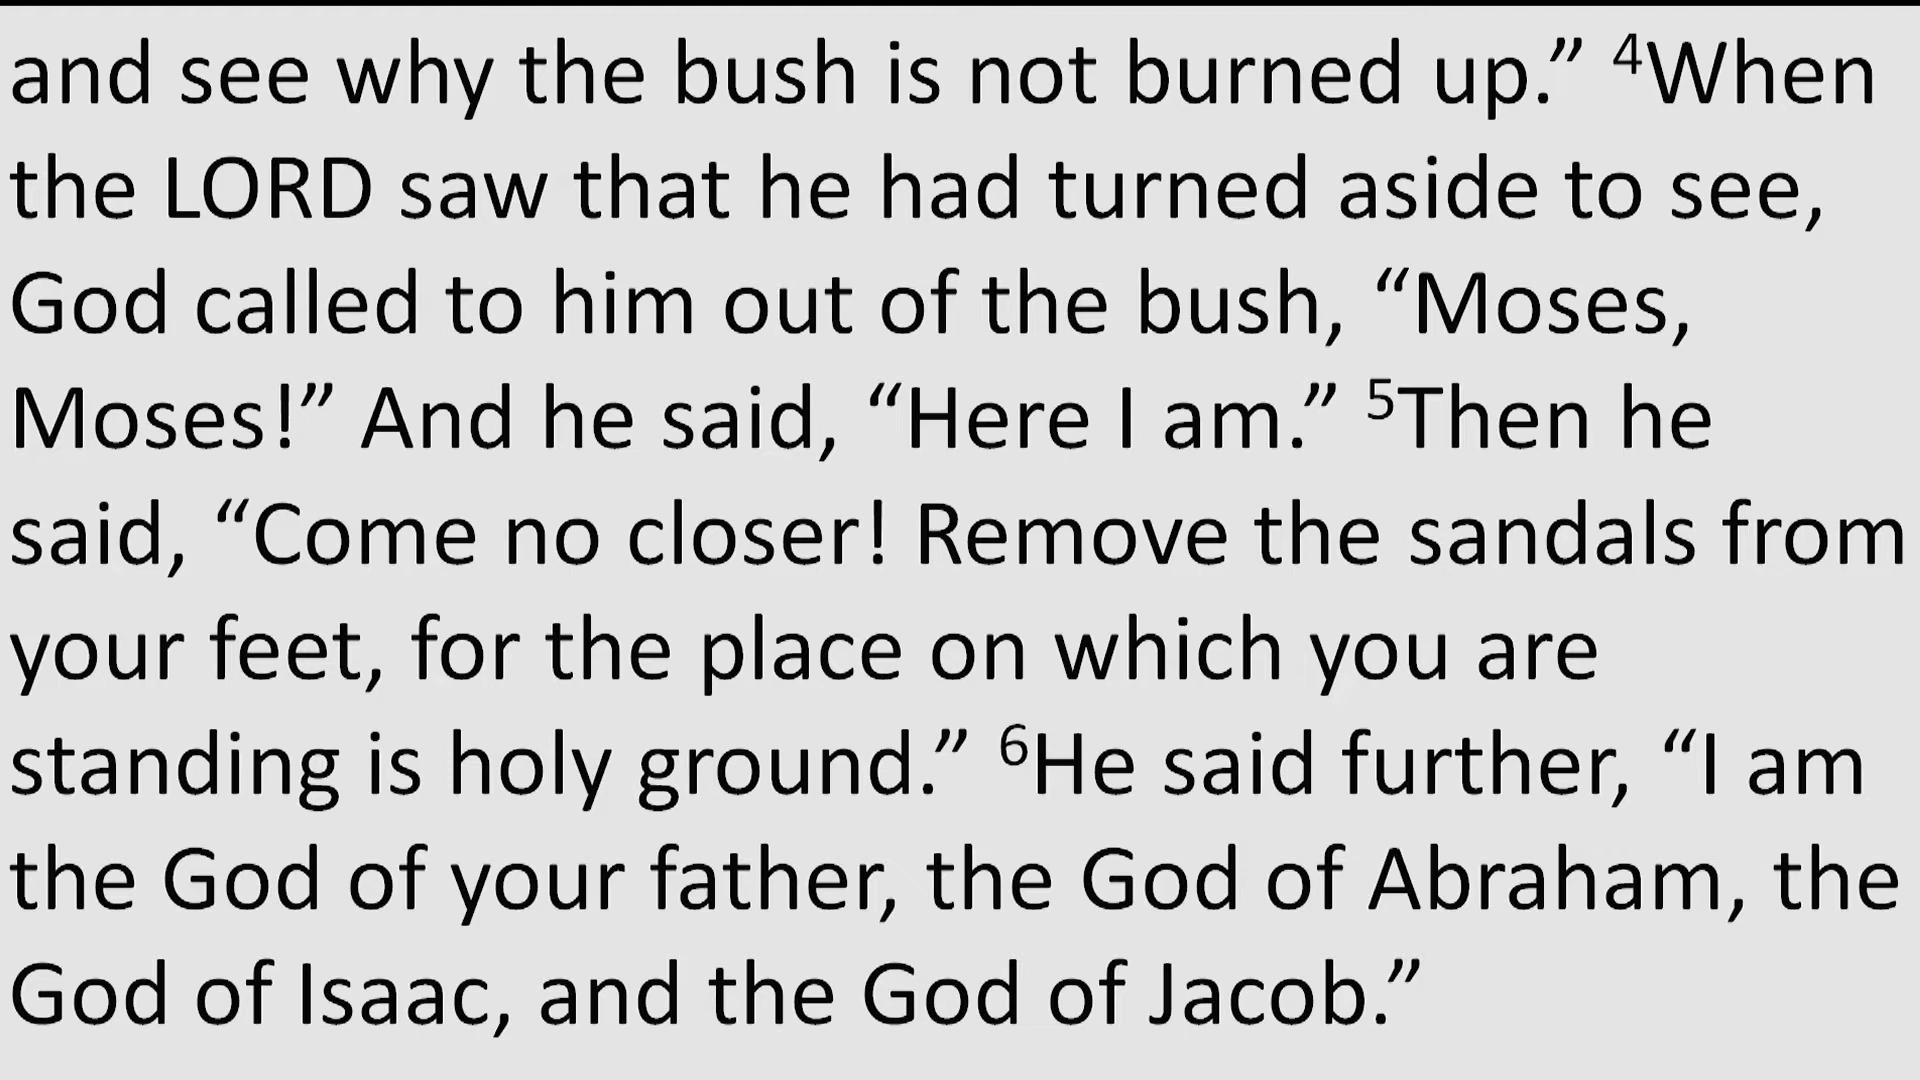 and see why the bush is not burned up.” ⁴When
the LORD saw that he had turned aside to see,
God called to him out of the bush, “Moses,
Moses!” And he said, “Here I am.” ⁵Then he
said, “Come no closer! Remove the sandals from
your feet, for the place on which you are
standing is holy ground.” ⁶He said further, “I am
the God of your father, the God of Abraham, the
God of Isaac, and the God of Jacob.”